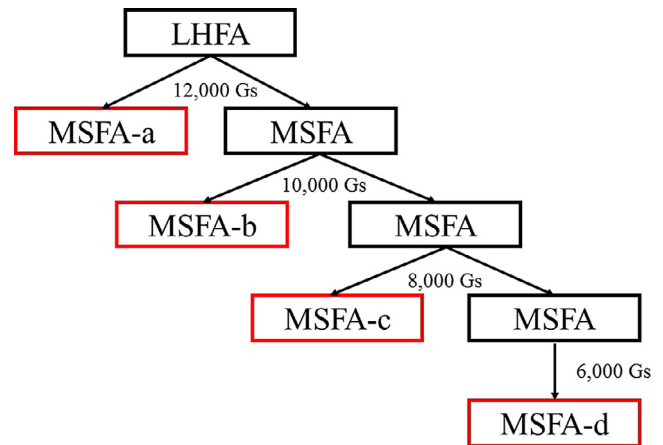 LHFA
12,000 Gs
MSFA-a
MSFA
10,000 Gs
MSFA-b
MSFA
8,000 Gs
MSFA-c
MSFA
6,000 Gs
MSFA-d